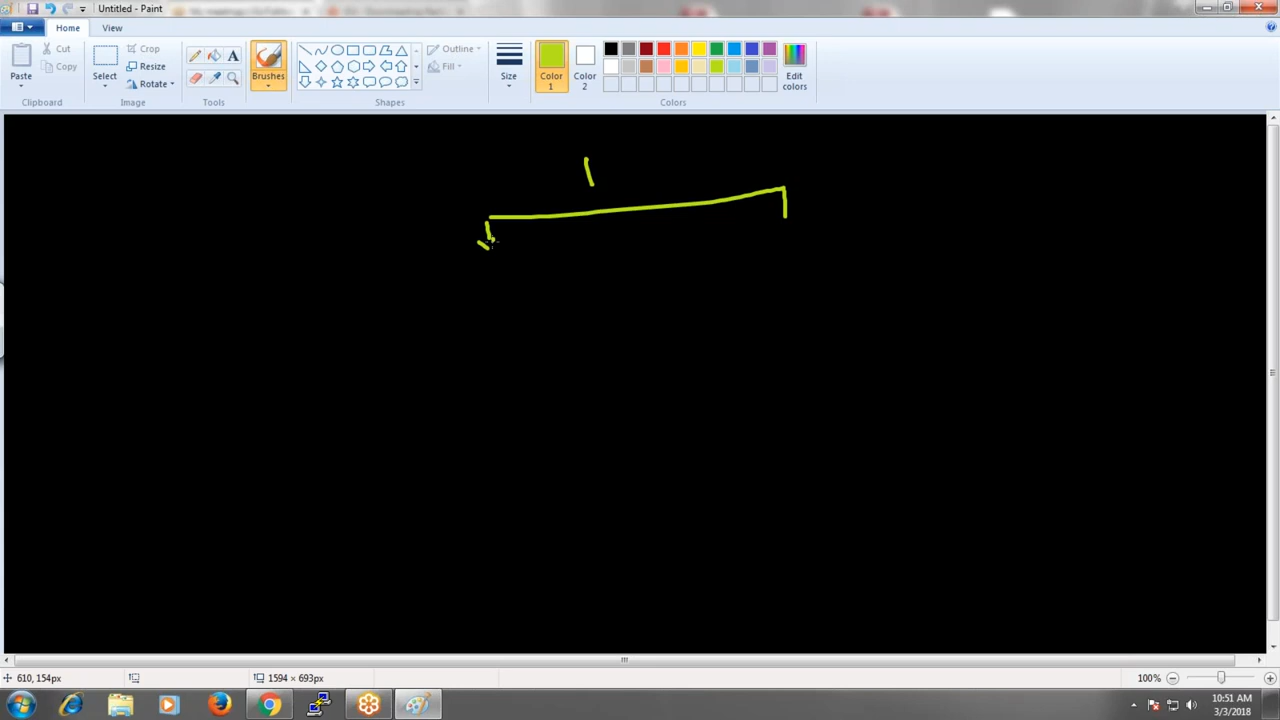 Untitled - Paint
Home
View
Paste
Cut
Copy
Clipboard
Select
Crop
Resize
Rotate
Image
Tools
Brushes
Shapes
Outline
Fill
Size
Color 1
Color 2
Edit colors
Colors
610, 154px
1594 × 693px
100%
10:51 AM
3/3/2018